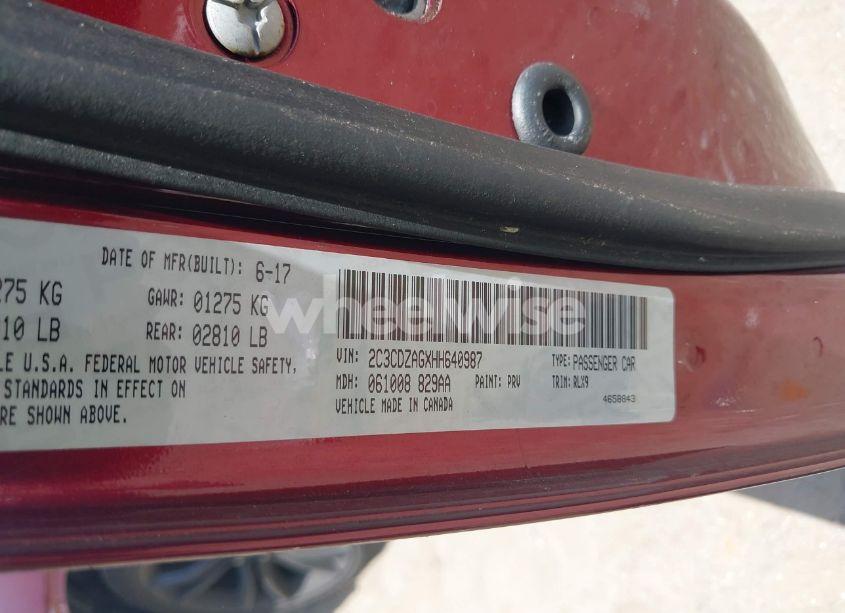 DATE OF MFR(BUILT): 6-17
275 KG GAWR: 01275 KG
10 LB REAR: 02810 LB
LE U.S.A. FEDERAL MOTOR VEHICLE SAFETY,
STANDARDS IN EFFECT ON
RE SHOWN ABOVE.
wheelwise
VIN: 2C3CDZAGXHH640987 TYPE: PASSENGER CAR
MDH: 061008 829AA PAINT: PRV TRIM: RLX9
VEHICLE MADE IN CANADA 4658843